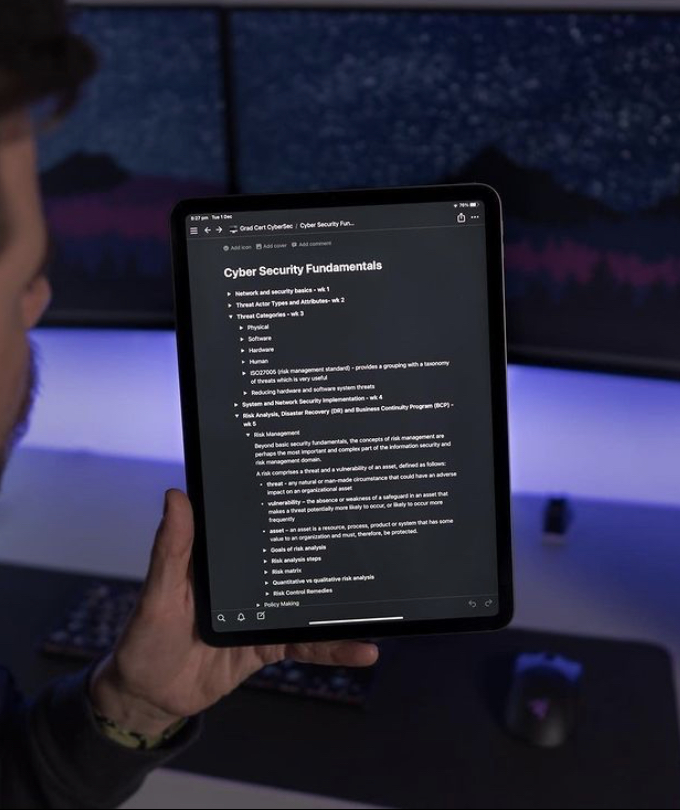 8:27 pm Tue 1 Dec
79%
Grad Cert CyberSec / Cyber Security Fun...
Add icon Add cover Add comment
Cyber Security Fundamentals
Network and security basics - wk 1
Threat Actor Types and Attributes- wk 2
Threat Categories - wk 3
Physical
Software
Hardware
Human
ISO27005 (risk management standard) - provides a grouping with a taxonomy
of threats which is very useful
Reducing hardware and software system threats
System and Network Security Implementation - wk 4
Risk Analysis, Disaster Recovery (DR) and Business Continuity Program (BCP) -
wk 5
Risk Management
Beyond basic security fundamentals, the concepts of risk management are
perhaps the most important and complex part of the information security and
risk management domain.
A risk comprises a threat and a vulnerability of an asset, defined as follows:
threat - any natural or man-made circumstance that could have an adverse
impact on an organizational asset
vulnerability – the absence or weakness of a safeguard in an asset that
makes a threat potentially more likely to occur, or likely to occur more
frequently
asset – an asset is a resource, process, product or system that has some
value to an organization and must, therefore, be protected.
Goals of risk analysis
Risk analysis steps
Risk matrix
Quantitative vs qualitative risk analysis
Risk Control Remedies
Policy Making